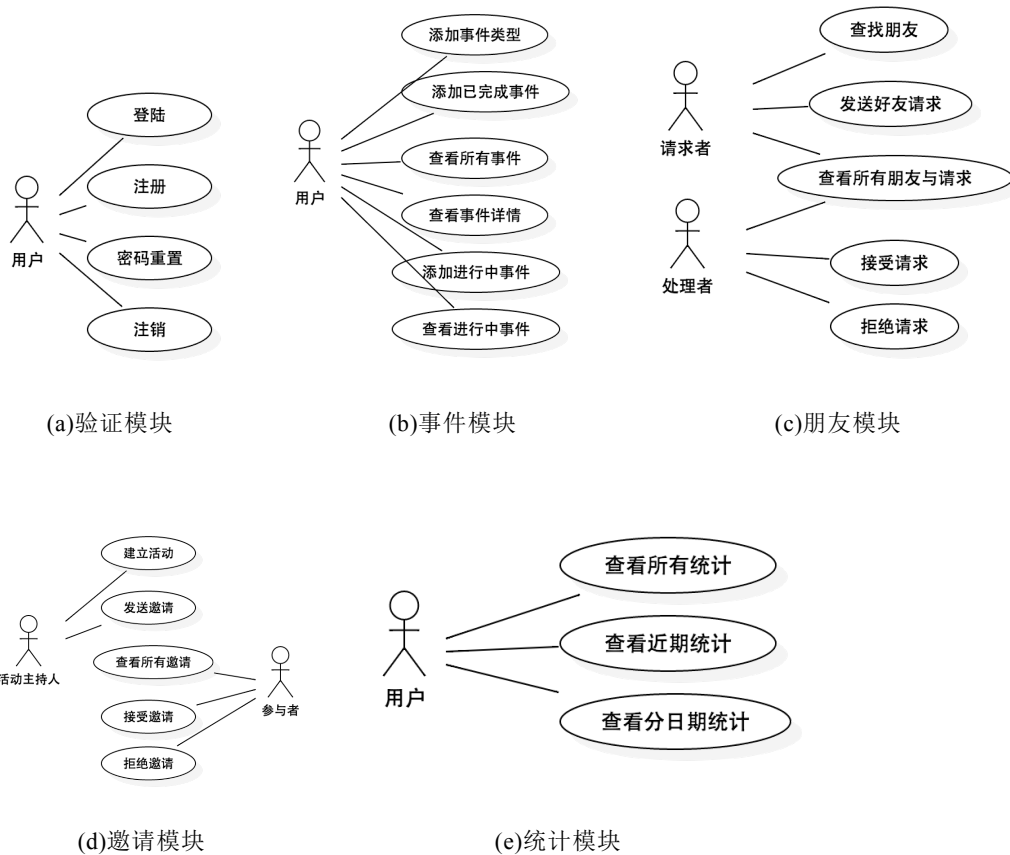 登陆
注册
用户
密码重置
注销
(a)验证模块
添加事件类型
添加已完成事件
查看所有事件
用户
查看事件详情
添加进行中事件
查看进行中事件
(b)事件模块
查找朋友
发送好友请求
请求者
查看所有朋友与请求
接受请求
处理者
拒绝请求
(c)朋友模块
建立活动
发送邀请
查看所有邀请
活动主持人
接受邀请
参与者
拒绝邀请
(d)邀请模块
查看所有统计
查看近期统计
用户
查看分日期统计
(e)统计模块